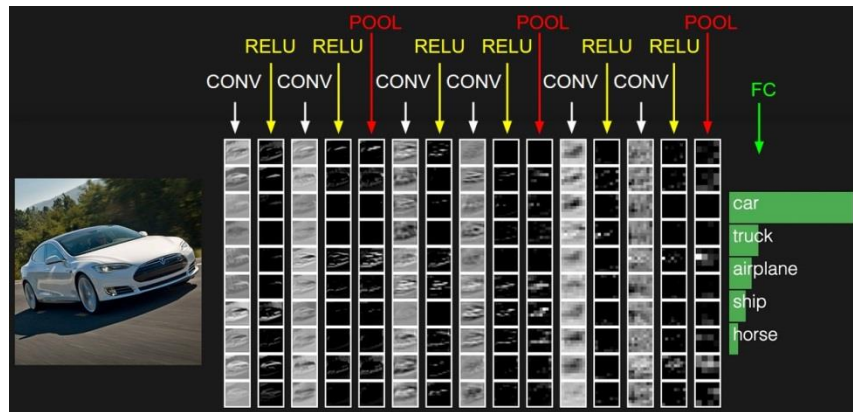 POOL POOL POOL
RELU RELU RELU RELU RELU RELU
CONV CONV CONV CONV CONV CONV
FC
car
truck
airplane
ship
horse